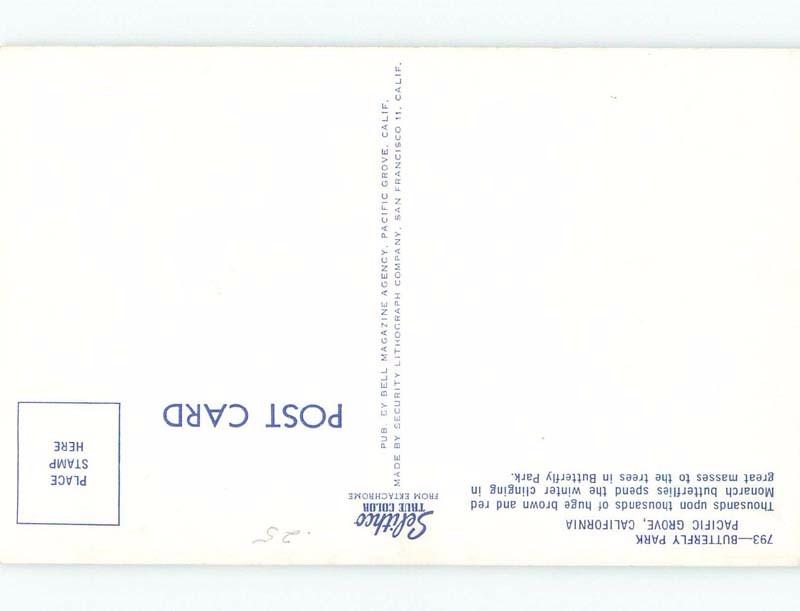 793—BUTTERFLY PARK
PACIFIC GROVE, CALIFORNIA
Thousands upon thousands of huge brown and red
Monarch butterflies spend the winter clinging in
great masses to the trees in Butterfly Park.
Selithco
TRUE COLOR
FROM EKTACHROME
PUB. BY BELL MAGAZINE AGENCY, PACIFIC GROVE, CALIF.
MADE BY SECURITY LITHOGRAPH COMPANY, SAN FRANCISCO 11, CALIF.
POST CARD
PLACE
STAMP
HERE
.25